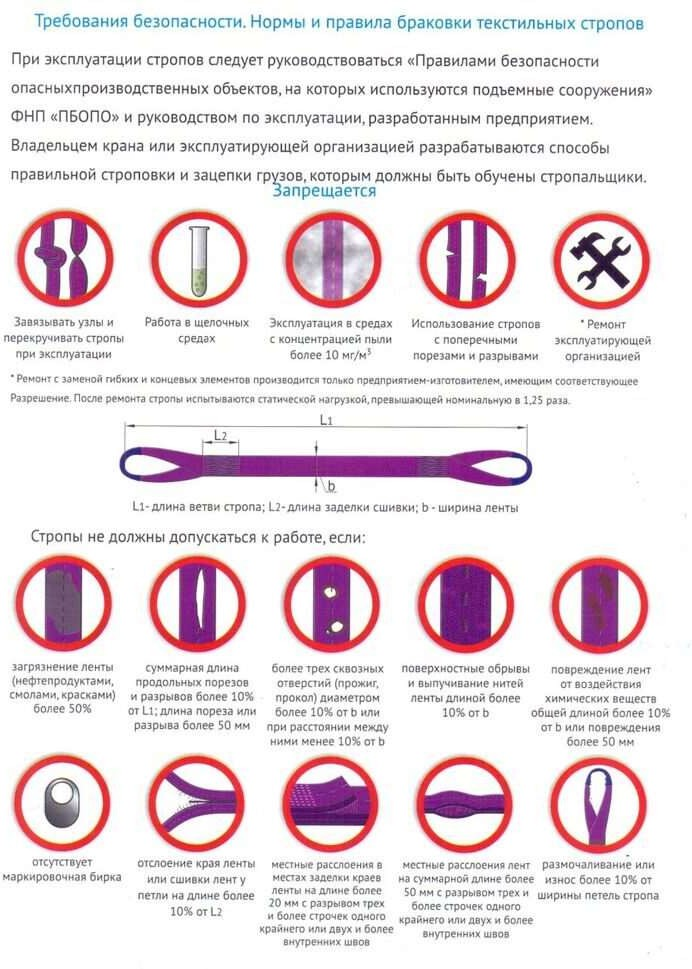 Требования безопасности. Нормы и правила браковки текстильных стропов
При эксплуатации стропов следует руководствоваться «Правилами безопасности
опасныхпроизводственных объектов, на которых используются подъемные сооружения»
ФНП «ПБОПО» и руководством по эксплуатации, разработанным предприятием.
Владельцем крана или эксплуатирующей организацией разрабатываются способы
правильной строповки и зацепки грузов, которым должны быть обучены стропальщики.
Запрещается
Завязывать узлы и
перекручивать стропы
при эксплуатации
Работа в щелочных
средах
Эксплуатация в средах
с концентрацией пыли
более 10 мг/м³
Использование стропов
с поперечными
порезами и разрывами
* Ремонт
эксплуатирующей
организацией
* Ремонт с заменой гибких и концевых элементов производится только предприятием-изготовителем, имеющим соответствующее
Разрешение. После ремонта стропы испытываются статической нагрузкой, превышающей номинальную в 1,25 раза.
L1
L2
b
L1- длина ветви стропа; L2- длина заделки сшивки; b - ширина ленты
Стропы не должны допускаться к работе, если:
загрязнение ленты
(нефтепродуктами,
смолами, красками)
более 50%
суммарная длина
продольных порезов
и разрывов более 10%
от L1; длина пореза или
разрыва более 50 мм
более трех сквозных
отверстий (прожиг,
прокол) диаметром
более 10% от b или
при расстоянии между
ними менее 10% от b
поверхностные обрывы
и выпучивание нитей
ленты длиной более
10% от b
повреждение лент
от воздействия
химических веществ
общей длиной более 10%
от b или повреждения
более 50 мм
отсутствует
маркировочная бирка
отслоение края ленты
или сшивки лент у
петли на длине более
10% от L2
местные расслоения в
местах заделки краев
ленты на длине более
20 мм с разрывом трех
и более строчек одного
крайнего или двух и более
внутренних швов
местные расслоения лент
на суммарной длине более
50 мм с разрывом трех и
более строчек одного
крайнего или двух и более
внутренних швов
размочаливание или
износ более 10% от
ширины петель стропа